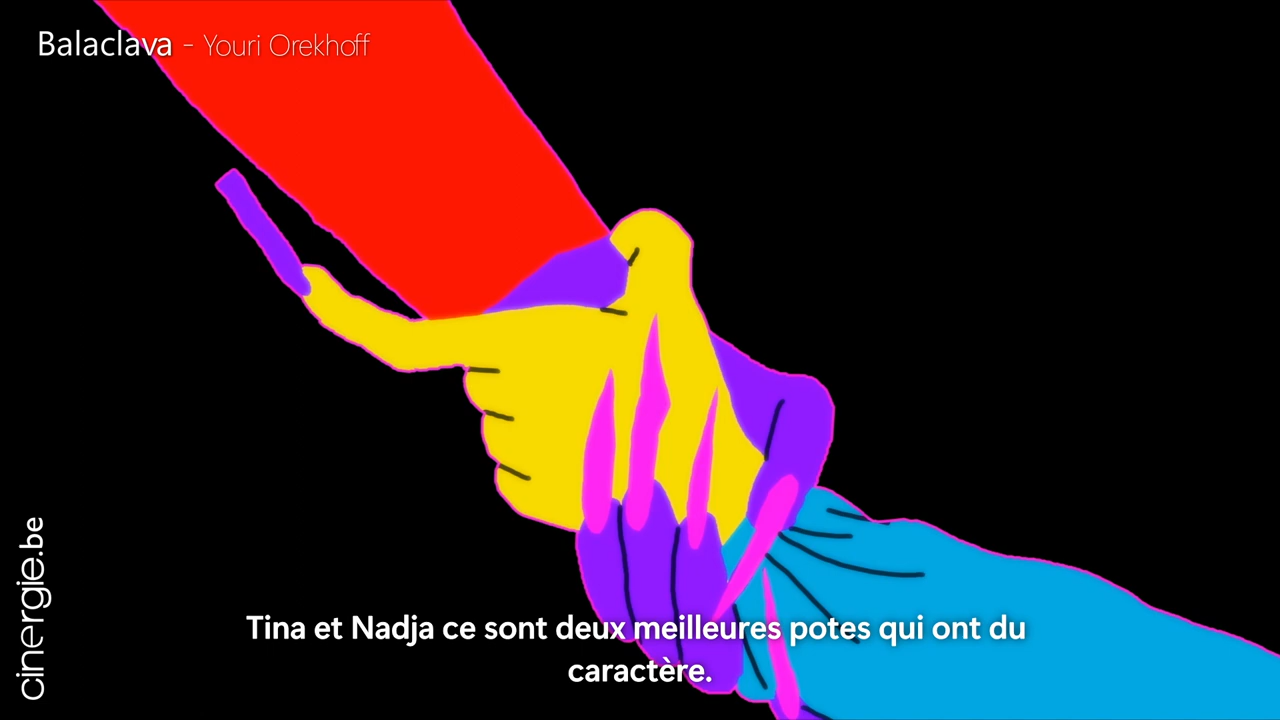 Balaclava - Youri Orekhoff
cinergie.be
Tina et Nadja ce sont deux meilleures potes qui ont du
caractère.